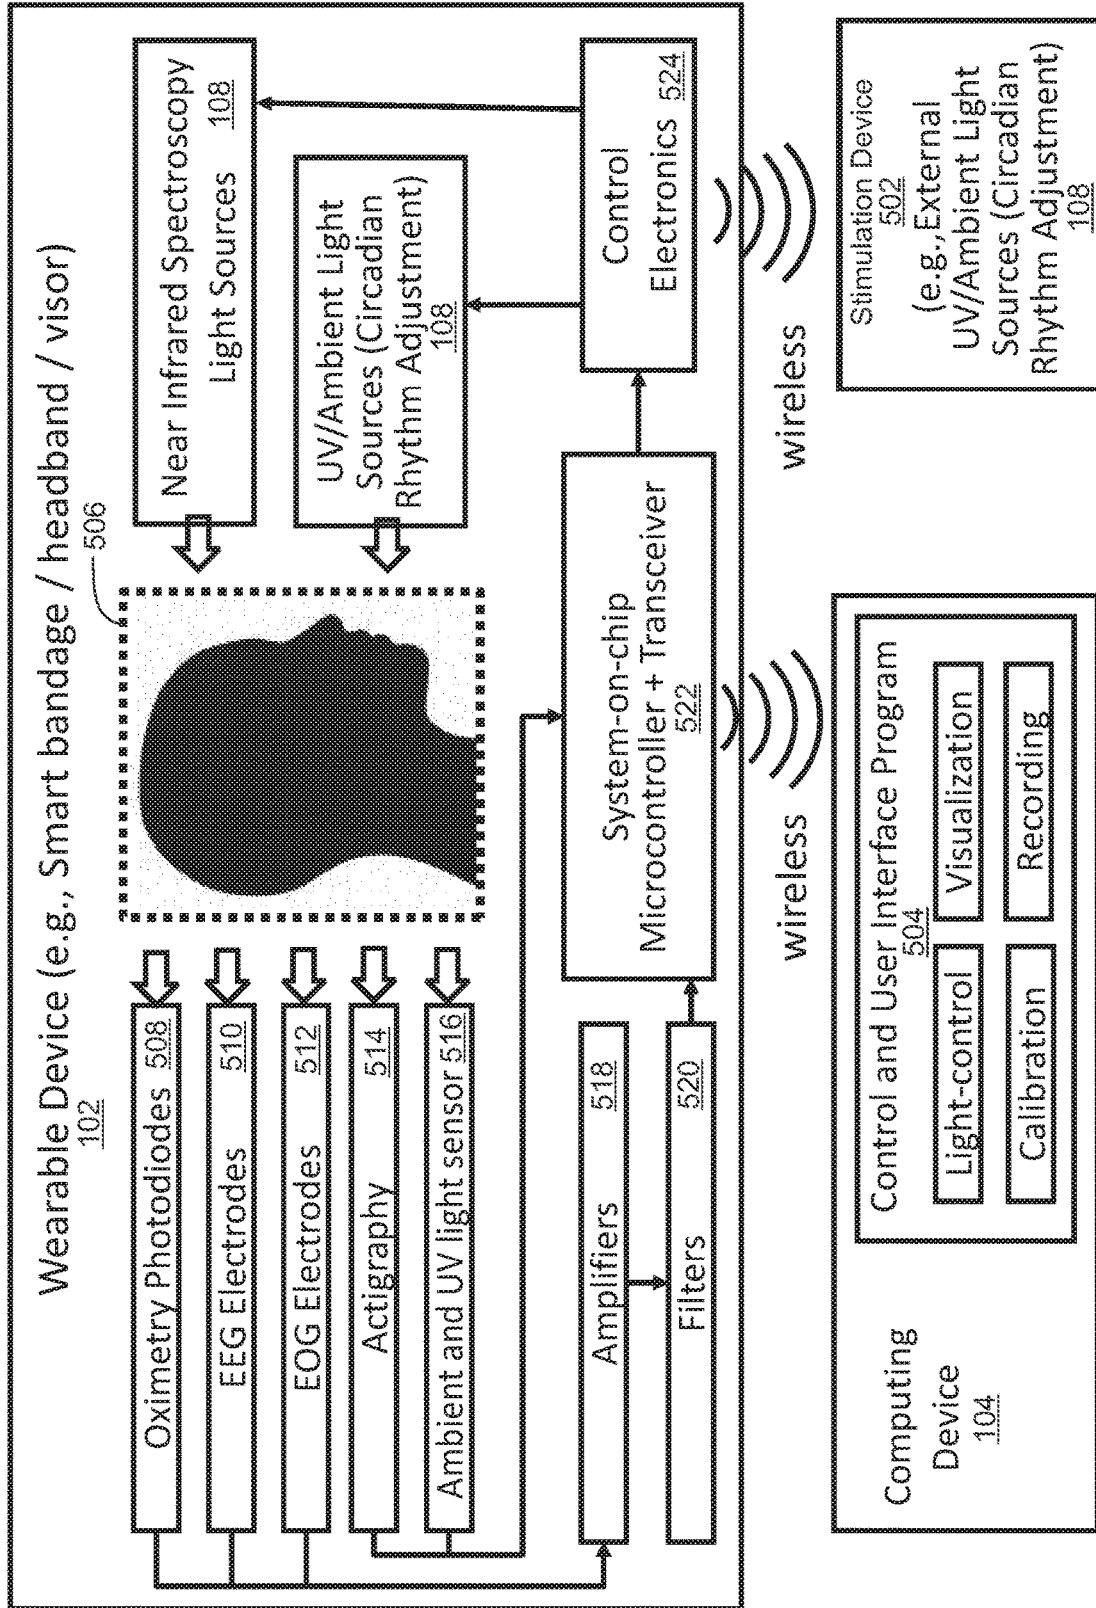 Wearable Device (e.g., Smart bandage / headband / visor)
102
506
Oximetry Photodiodes 508
EEG Electrodes 510
EOG Electrodes 512
Actigraphy 514
Ambient and UV light sensor 516
Near Infrared Spectroscopy
Light Sources 108
UV/Ambient Light
Sources (Circadian
Rhythm Adjustment)
108
Amplifiers 518
Filters 520
System-on-chip
Microcontroller + Transceiver
522
Control
Electronics 524
wireless
wireless
Computing
Device
104
Control and User Interface Program
504
Light-control
Visualization
Calibration
Recording
Stimulation Device
502
(e.g.,External
UV/Ambient Light
Sources (Circadian
Rhythm Adjustment)
108